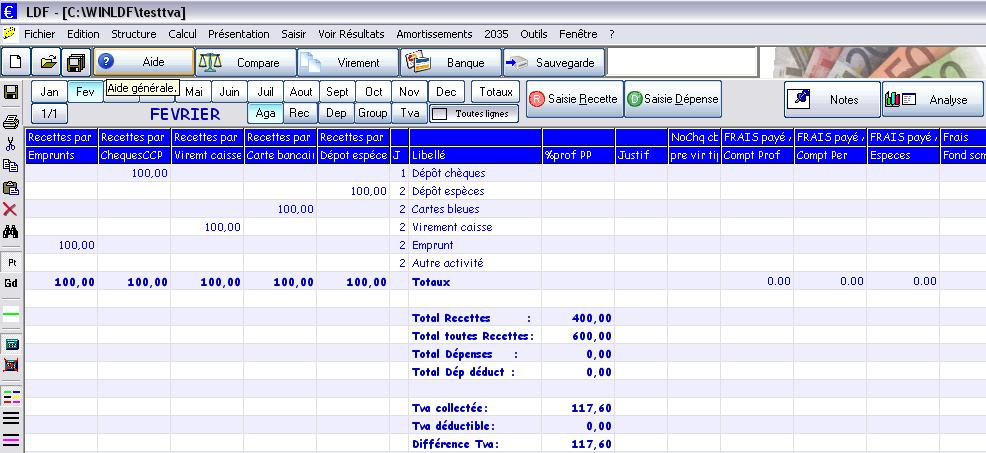 € LDF - [C:\WINLDF\testtva]
Fichier Edition Structure Calcul Présentation Saisir Voir Résultats Amortissements 2035 Outils Fenêtre ?
? Aide Compare Virement Banque Sauvegarde
Jan Fev Aide générale. Mai Juin Juil Aout Sept Oct Nov Dec Totaux R Saisie Recette D Saisie Dépense Notes Analyse
1/1 FEVRIER Aga Rec Dep Group Tva Toutes lignes
Recettes par Recettes par Recettes par Recettes par Recettes par NoChq ct FRAIS payé FRAIS payé FRAIS payé Frais
Emprunts ChequesCCP Viremt caisse Carte bancai Dépot espéce J Libellé %prof PP Justif pre vir ti Compt Prof Compt Per Especes Fond scm
100,00 1 Dépôt chèques
100,00 2 Dépôt espèces
100,00 2 Cartes bleues
100,00 2 Virement caisse
100,00 2 Emprunt
2 Autre activité
100,00 100,00 100,00 100,00 100,00 Totaux 0.00 0.00 0.00
Total Recettes : 400,00
Total toutes Recettes: 600,00
Total Dépenses : 0,00
Total Dép déduct : 0,00
Tva collectée: 117,60
Tva déductible: 0,00
Différence Tva: 117,60
Pt
Gd